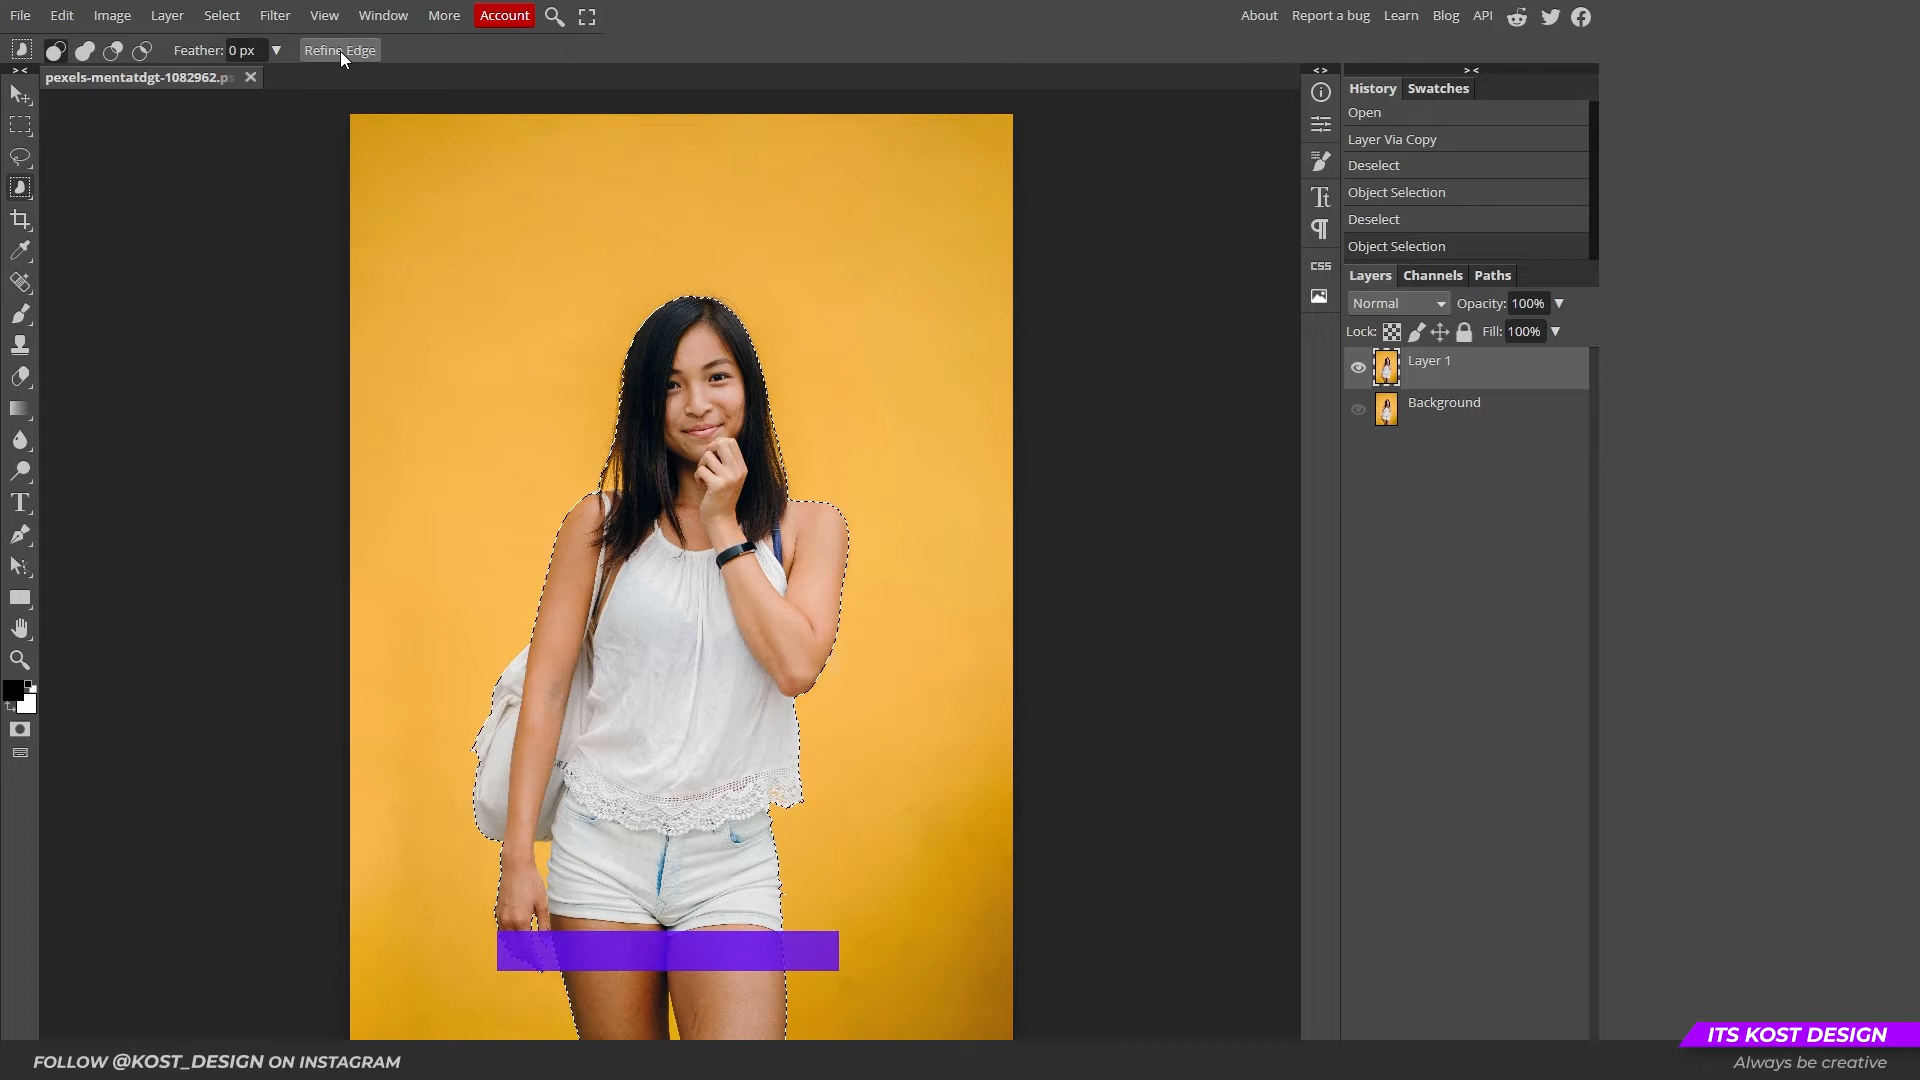 File Edit Image Layer Select Filter View Window More Account About Report a bug Learn Blog API
Feather: 0 px Refine Edge
pexels-mentatdgt-1082962.ps
History Swatches
Open
Layer Via Copy
Deselect
Object Selection
Deselect
Object Selection
Layers Channels Paths
Normal Opacity: 100%
Lock: Fill: 100%
Layer 1
Background
CSS
ITS KOST DESIGN
FOLLOW @KOST_DESIGN ON INSTAGRAM
Always be creative